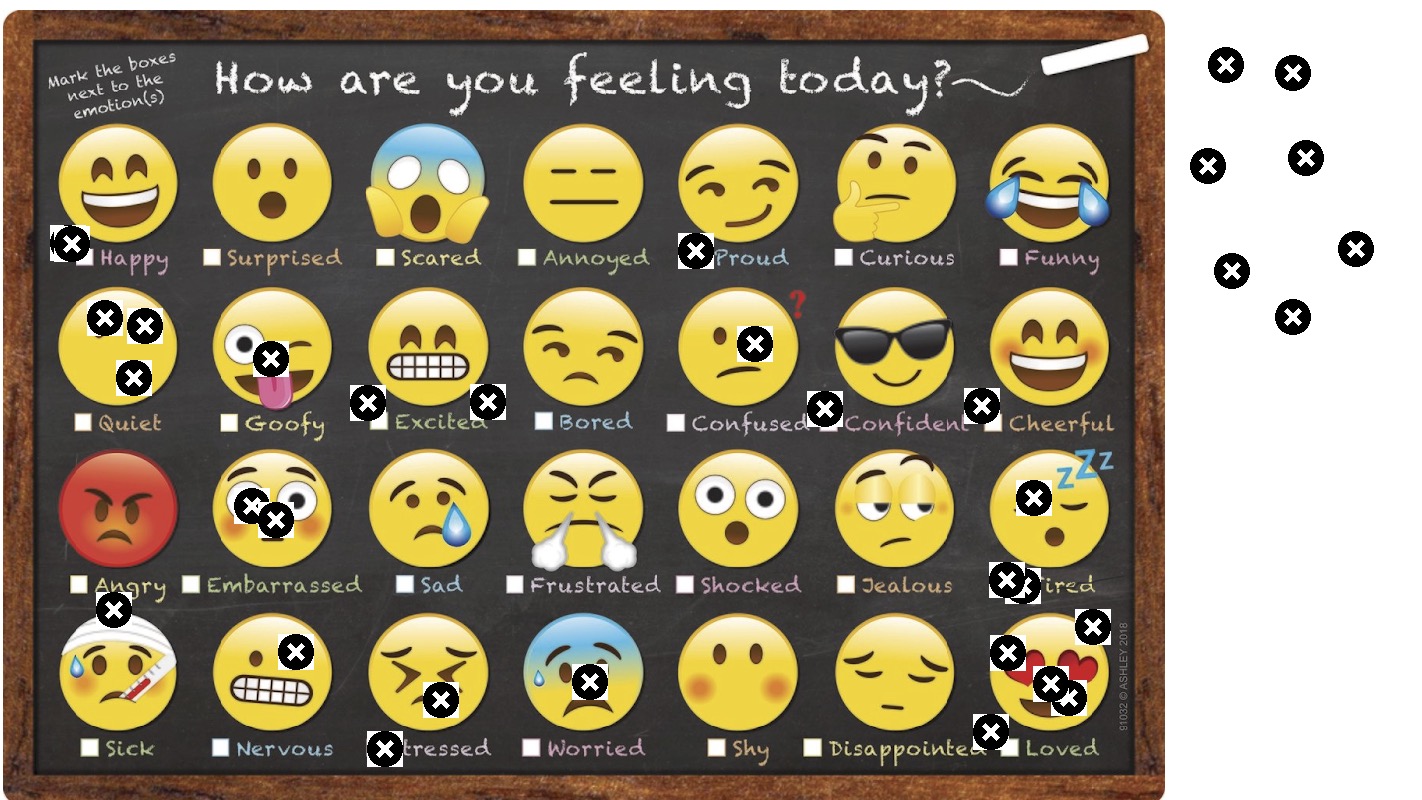 Mark the boxes
next to the
emotion(s)
How are you feeling today?
Happy Surprised Scared Annoyed Proud Curious Funny
?
Quiet Goofy Excited Bored Confused Confident Cheerful
zZz
Angry Embarrassed Sad Frustrated Shocked Jealous ired
Sick Nervous tressed Worried Shy Disappointed Loved
91032 © ASHLEY 2018